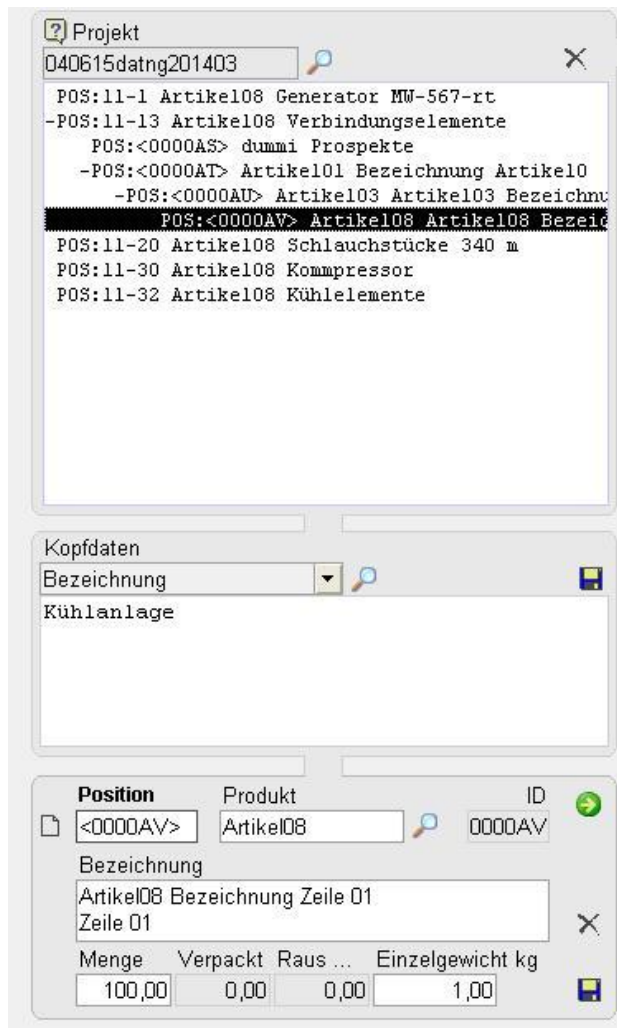 Projekt
040615datng201403
POS:11-1 Artikel08 Generator MW-567-rt
-POS:11-13 Artikel08 Verbindungselemente
POS:<0000AS> dummi Prospekte
-POS:<0000AT> Artikel01 Bezeichnung Artikel0
-POS:<0000AU> Artikel03 Artikel03 Bezeichnu
POS:<0000AV> Artikel08 Artikel08 Bezeic
POS:11-20 Artikel08 Schlauchstücke 340 m
POS:11-30 Artikel08 Kommpressor
POS:11-32 Artikel08 Kühlelemente
Kopfdaten
Bezeichnung
Kühlanlage
Position Produkt ID
<0000AV> Artikel08 0000AV
Bezeichnung
Artikel08 Bezeichnung Zeile 01
Zeile 01
Menge Verpackt Raus ... Einzelgewicht kg
100,00 0,00 0,00 1,00